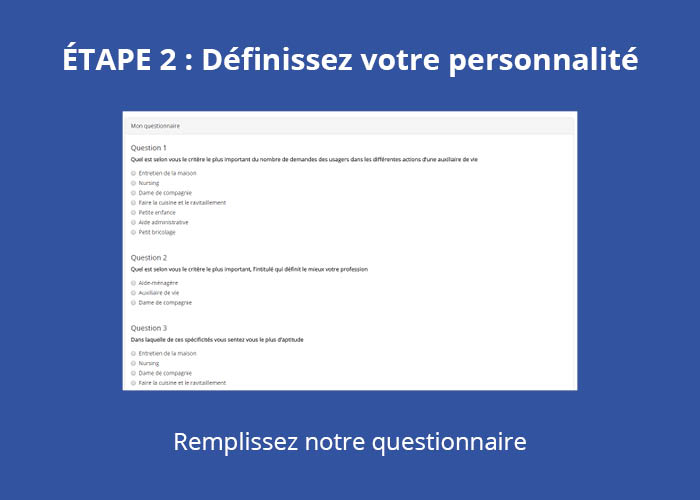 ÉTAPE 2 : Définissez votre personnalité
Mon questionnaire
Question 1
Quel est selon vous le critère le plus important du nombre de demandes des usagers dans les différentes actions d'une auxiliaire de vie
Entretien de la maison
Nursing
Dame de compagnie
Faire la cuisine et le ravitaillement
Petite enfance
Aide administrative
Petit bricolage
Question 2
Quel est selon vous le critère le plus important, l'intitulé qui définit le mieux votre profession
Aide-ménagère
Auxiliaire de vie
Dame de compagnie
Question 3
Dans laquelle de ces spécificités vous sentez vous le plus d'aptitude
Entretien de la maison
Nursing
Dame de compagnie
Faire la cuisine et le ravitaillement
Remplissez notre questionnaire